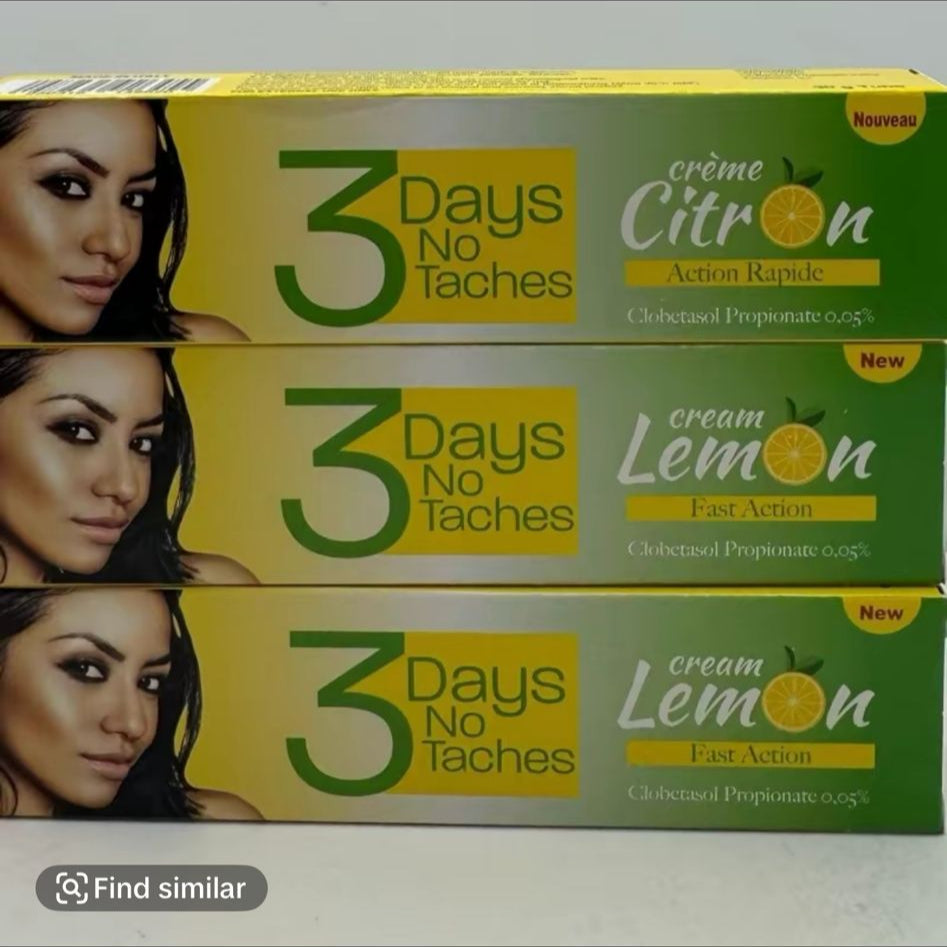 Nouveau
3 Days
No
Taches
crème
Citron
Action Rapide
Clobetasol Propionate 0,05%
New
3 Days
No
Taches
cream
Lemon
Fast Action
Clobetasol Propionate 0,05%
New
3 Days
No
Taches
cream
Lemon
Fast Action
Clobetasol Propionate 0,05%
Find similar